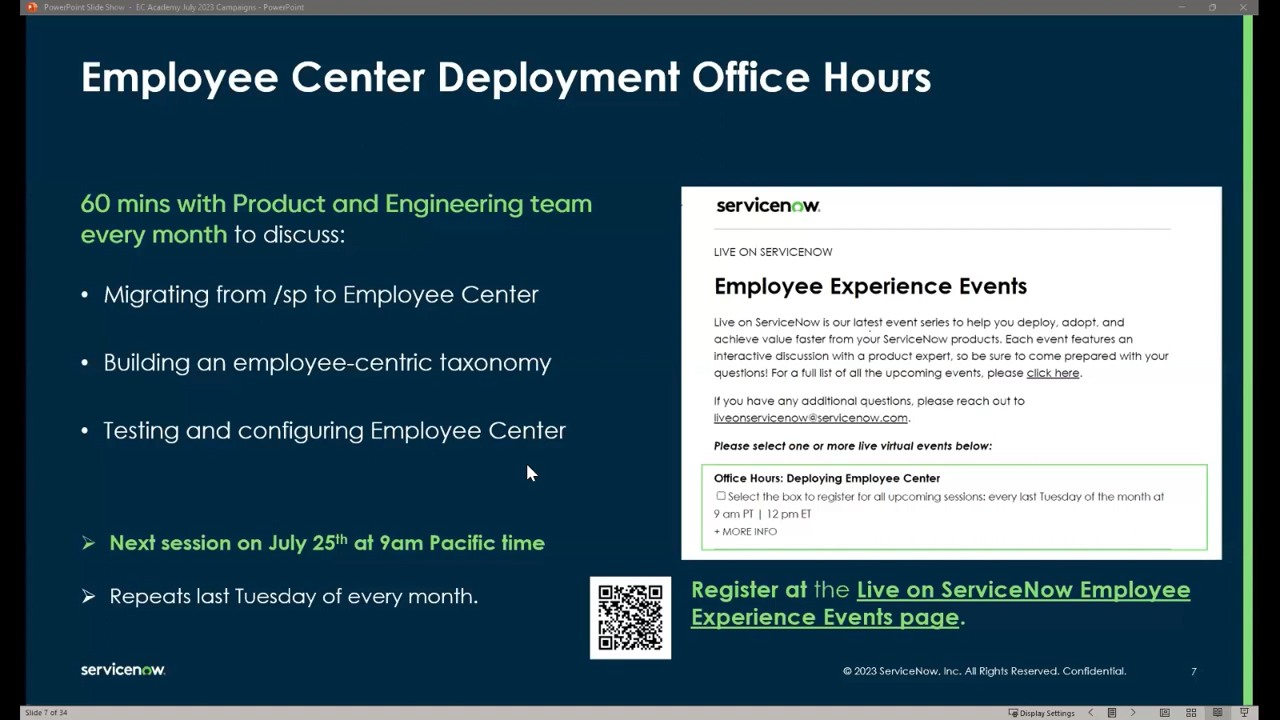 PowerPoint Slide Show - EC Academy July 2023 Campaigns - PowerPoint
Employee Center Deployment Office Hours
60 mins with Product and Engineering team
every month to discuss:
• Migrating from /sp to Employee Center
• Building an employee-centric taxonomy
• Testing and configuring Employee Center
➢ Next session on July 25th at 9am Pacific time
➢ Repeats last Tuesday of every month.
servicenow.
servicenow.
LIVE ON SERVICENOW
Employee Experience Events
Live on ServiceNow is our latest event series to help you deploy, adopt, and
achieve value faster from your ServiceNow products. Each event features an
interactive discussion with a product expert, so be sure to come prepared with your
questions! For a full list of all the upcoming events, please click here.
If you have any additional questions, please reach out to
liveonservicenow@servicenow.com.
Please select one or more live virtual events below:
Office Hours: Deploying Employee Center
Select the box to register for all upcoming sessions: every last Tuesday of the month at
9 am PT | 12 pm ET
+ MORE INFO
Register at the Live on ServiceNow Employee
Experience Events page.
© 2023 ServiceNow, Inc. All Rights Reserved. Confidential.
7
Slide 7 of 34
Display Settings